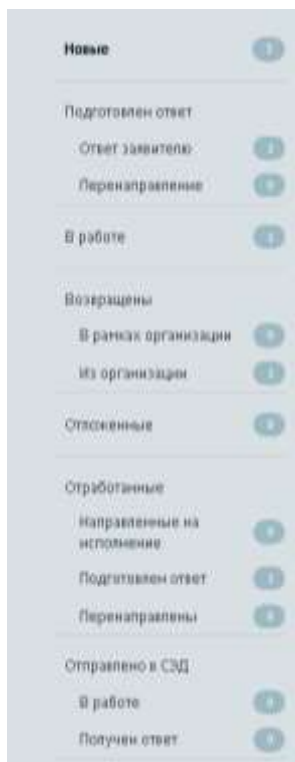 Новые
Подготовлен ответ
Ответ заявителю
Перенаправление
В работе
Возвращены
В рамках организации
Из организации
Отложенные
Отработанные
Направленные на
исполнение
Подготовлен ответ
Перенаправлены
Отправлено в СЭД
В работе
Получен ответ